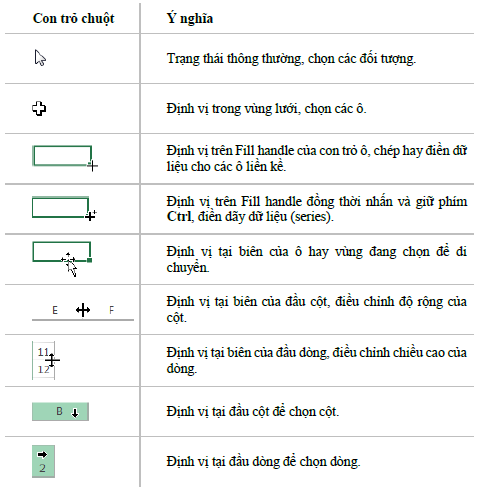 Con trỏ chuột Ý nghĩa
Trạng thái thông thường, chọn các đối tượng.
Định vị trong vùng lưới, chọn các ô.
Định vị trên Fill handle của con trỏ ô, chép hay điền dữ
liệu cho các ô liền kề.
Định vị trên Fill handle đồng thời nhấn và giữ phím
Ctrl, điền dãy dữ liệu (series).
Định vị tại biên của ô hay vùng đang chọn để di
chuyển.
E F
Định vị tại biên của đầu cột, điều chỉnh độ rộng của
cột.
11
12
Định vị tại biên của đầu dòng, điều chỉnh chiều cao của
dòng.
B
Định vị tại đầu cột để chọn cột.
2
Định vị tại đầu dòng để chọn dòng.